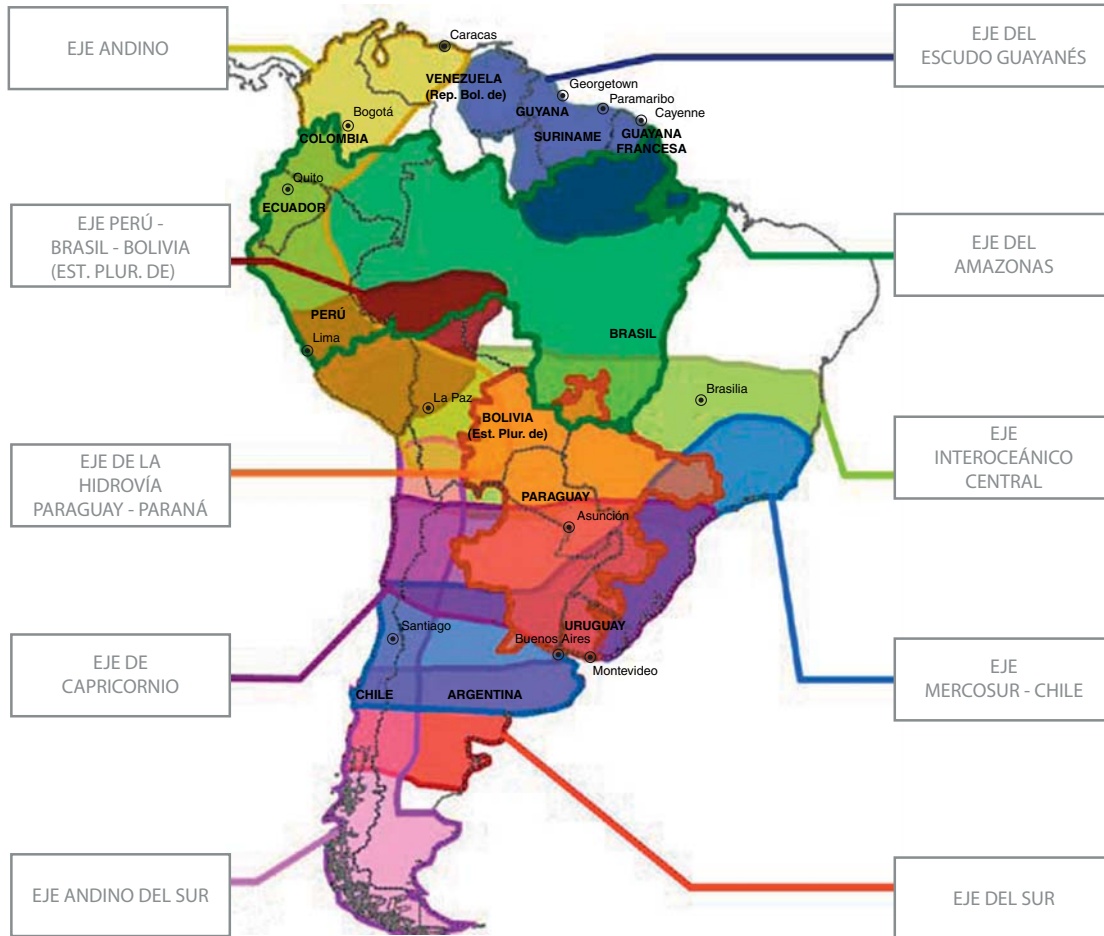 EJE ANDINO
EJE DEL
ESCUDO GUAYANÉS
Caracas
VENEZUELA
(Rep. Bol. de)
Georgetown
GUYANA
Paramaribo
Cayenne
SURINAME
GUAYANA
FRANCESA
Bogotá
COLOMBIA
Quito
ECUADOR
EJE PERÚ -
BRASIL - BOLIVIA
(EST. PLUR. DE)
EJE DEL
AMAZONAS
PERÚ
Lima
BRASIL
Brasilia
La Paz
BOLIVIA
(Est. Plur. de)
EJE DE LA
HIDROVÍA
PARAGUAY - PARANÁ
EJE
INTEROCEÁNICO
CENTRAL
PARAGUAY
Asunción
Santiago
URUGUAY
Buenos Aires
Montevideo
EJE DE
CAPRICORNIO
EJE
MERCOSUR - CHILE
CHILE
ARGENTINA
EJE ANDINO DEL SUR
EJE DEL SUR